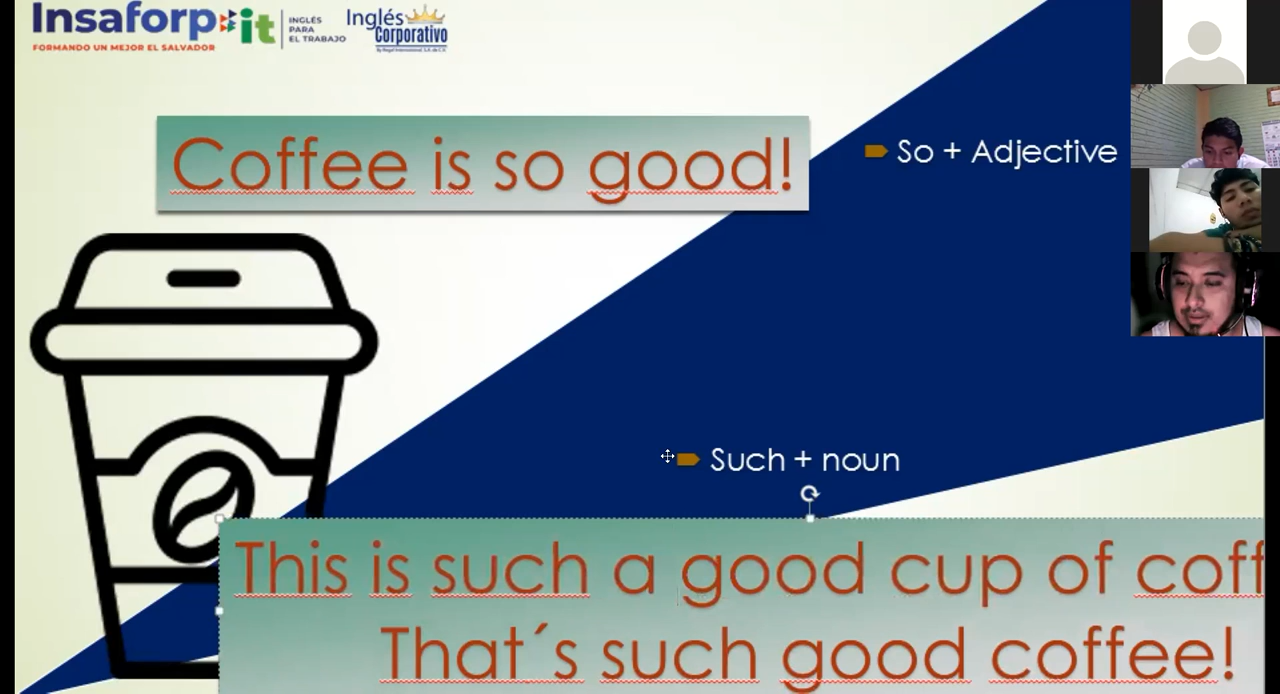 Insaforp it
FORMANDO UN MEJOR EL SALVADOR
INGLÉS
PARA
EL TRABAJO
Inglés
Corporativo
Coffee is so good!
So + Adjective
Such + noun
This is such a good cup of coff
That´s such good coffee!